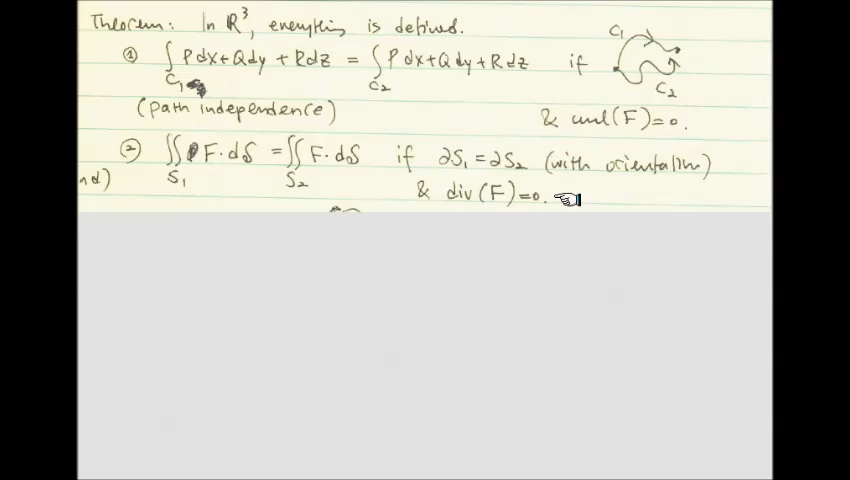 Theorem: In ℝ³, everything is defined.
① ∫_{C₁} Pdx+Qdy+Rdz = ∫_{C₂} Pdx+Qdy+Rdz if C₁ C₂
(path independence) & curl(F)=0.
② ∬_{S₁} F·dS = ∬_{S₂} F·dS if ∂S₁=∂S₂ (with orientation)
nd) & div(F)=0.